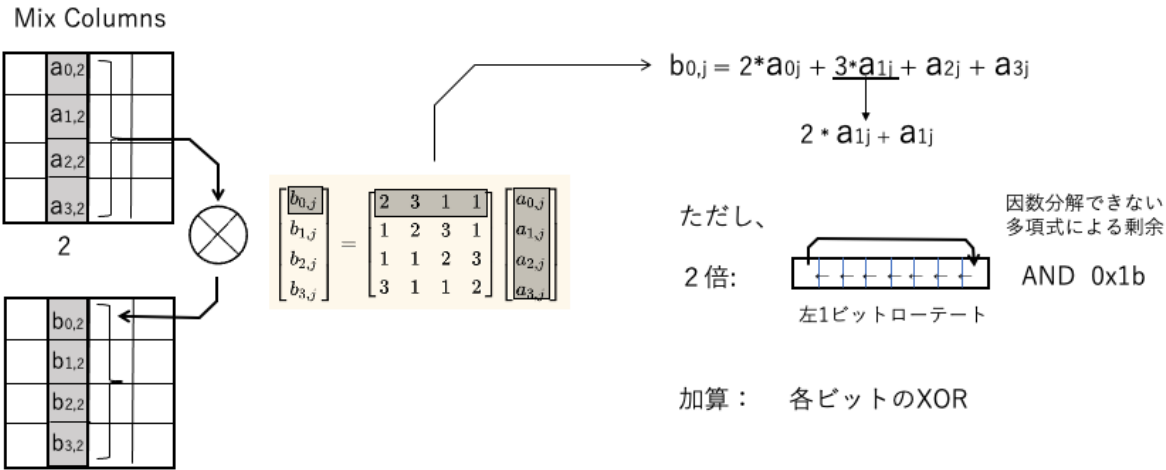 Mix Columns
a0,2
a1,2
a2,2
a3,2
2
b0,2
b1,2
b2,2
b3,2
b0,j = 2 3 1 1 a0,j
b1,j 1 2 3 1 a1,j
b2,j 1 1 2 3 a2,j
b3,j 3 1 1 2 a3,j
b0,j = 2*a0j + 3*a1j + a2j + a3j
2 * a1j + a1j
ただし、
因数分解できない
多項式による剰余
2倍: ← ← ← ← ← ← ← AND 0x1b
左1ビットローテート
加算： 各ビットのXOR